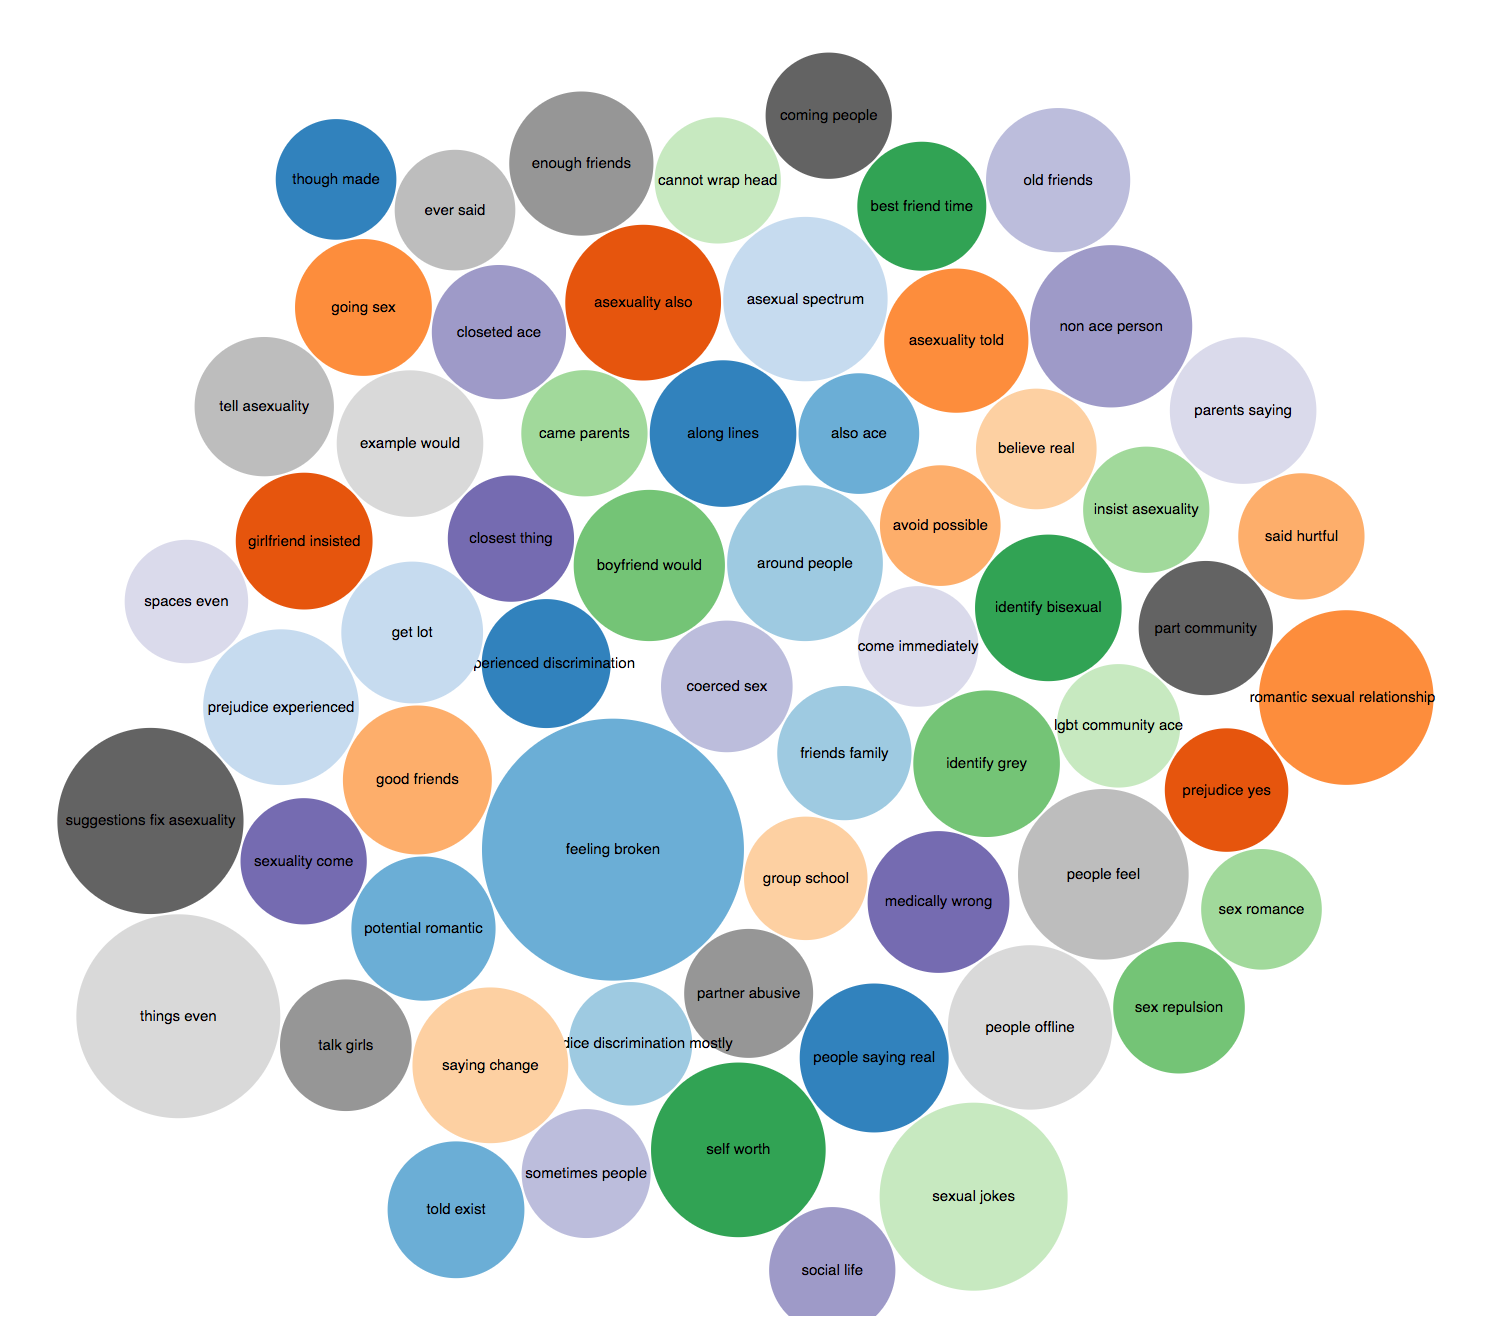 coming people
enough friends
though made
cannot wrap head
old friends
ever said
best friend time
asexual spectrum
asexuality also
going sex
closeted ace
non ace person
asexuality told
tell asexuality
parents saying
example would
came parents
along lines
also ace
believe real
insist asexuality
avoid possible
said hurtful
girlfriend insisted
closest thing
boyfriend would
around people
spaces even
identify bisexual
part community
get lot
come immediately
perienced discrimination
coerced sex
romantic sexual relationship
prejudice experienced
lgbt community ace
friends family
identify grey
good friends
prejudice yes
suggestions fix asexuality
feeling broken
sexuality come
people feel
group school
medically wrong
sex romance
potential romantic
partner abusive
sex repulsion
things even
people offline
talk girls
dice discrimination mostly
people saying real
saying change
self worth
sometimes people
sexual jokes
told exist
social life